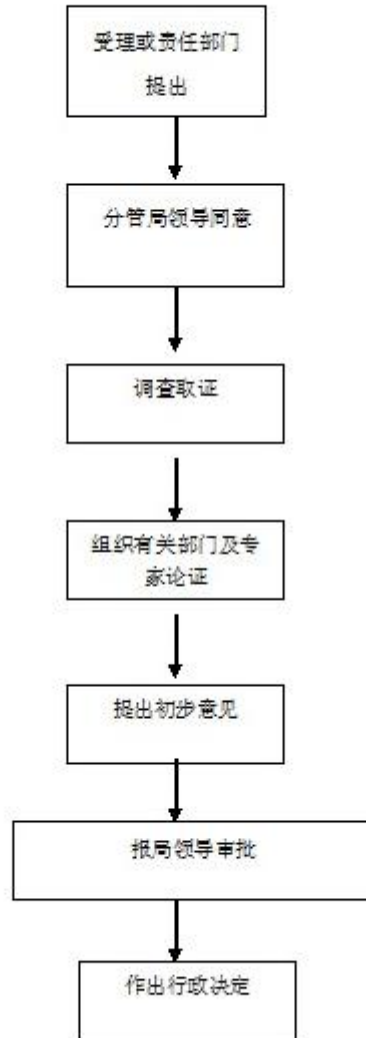 受理或责任部门
提出
分管局领导同意
调查取证
组织有关部门及专
家论证
提出初步意见
报局领导审批
作出行政决定